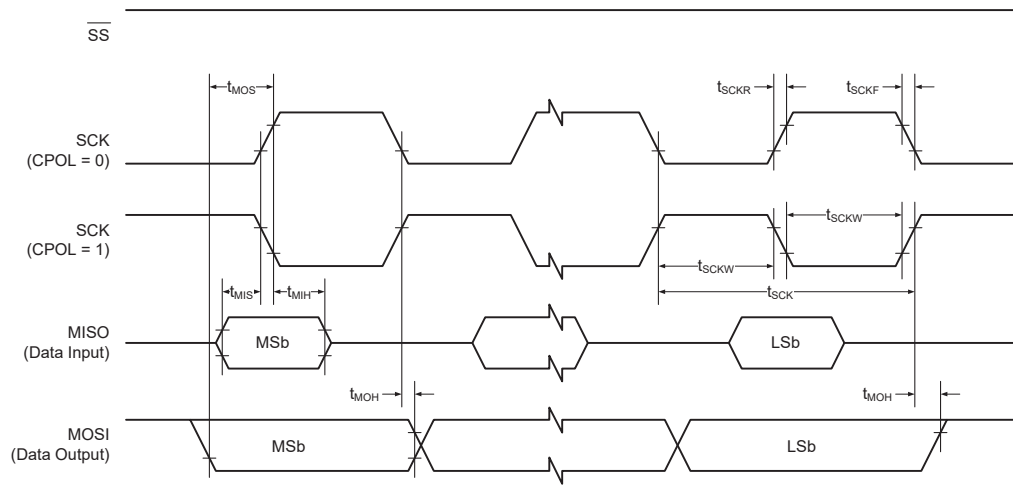 SS
tMOS
tSCKR
tSCKF
SCK
(CPOL = 0)
SCK
(CPOL = 1)
tSCKW
tSCKW
tSCK
tMIS
tMIH
MISO
(Data Input)
MSb
LSb
tMOH
tMOH
MOSI
(Data Output)
MSb
LSb